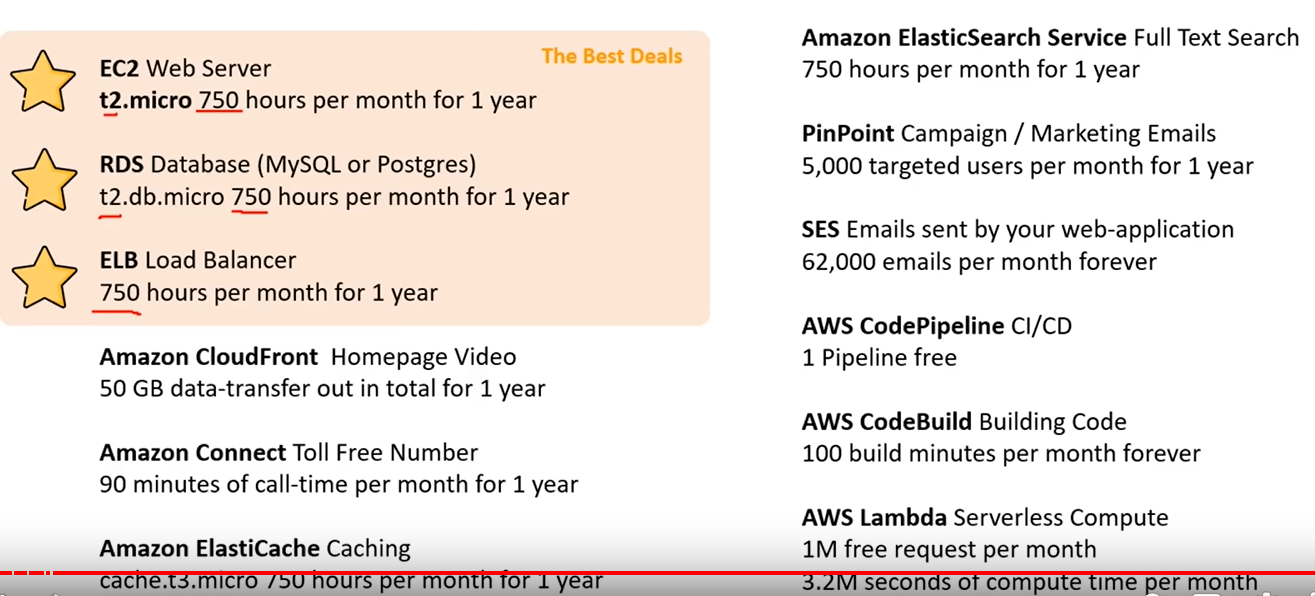 The Best Deals
EC2 Web Server
t2.micro 750 hours per month for 1 year
RDS Database (MySQL or Postgres)
t2.db.micro 750 hours per month for 1 year
ELB Load Balancer
750 hours per month for 1 year
Amazon CloudFront Homepage Video
50 GB data-transfer out in total for 1 year
Amazon Connect Toll Free Number
90 minutes of call-time per month for 1 year
Amazon ElastiCache Caching
cache.t3.micro 750 hours per month for 1 year
Amazon ElasticSearch Service Full Text Search
750 hours per month for 1 year
PinPoint Campaign / Marketing Emails
5,000 targeted users per month for 1 year
SES Emails sent by your web-application
62,000 emails per month forever
AWS CodePipeline CI/CD
1 Pipeline free
AWS CodeBuild Building Code
100 build minutes per month forever
AWS Lambda Serverless Compute
1M free request per month
3.2M seconds of compute time per month